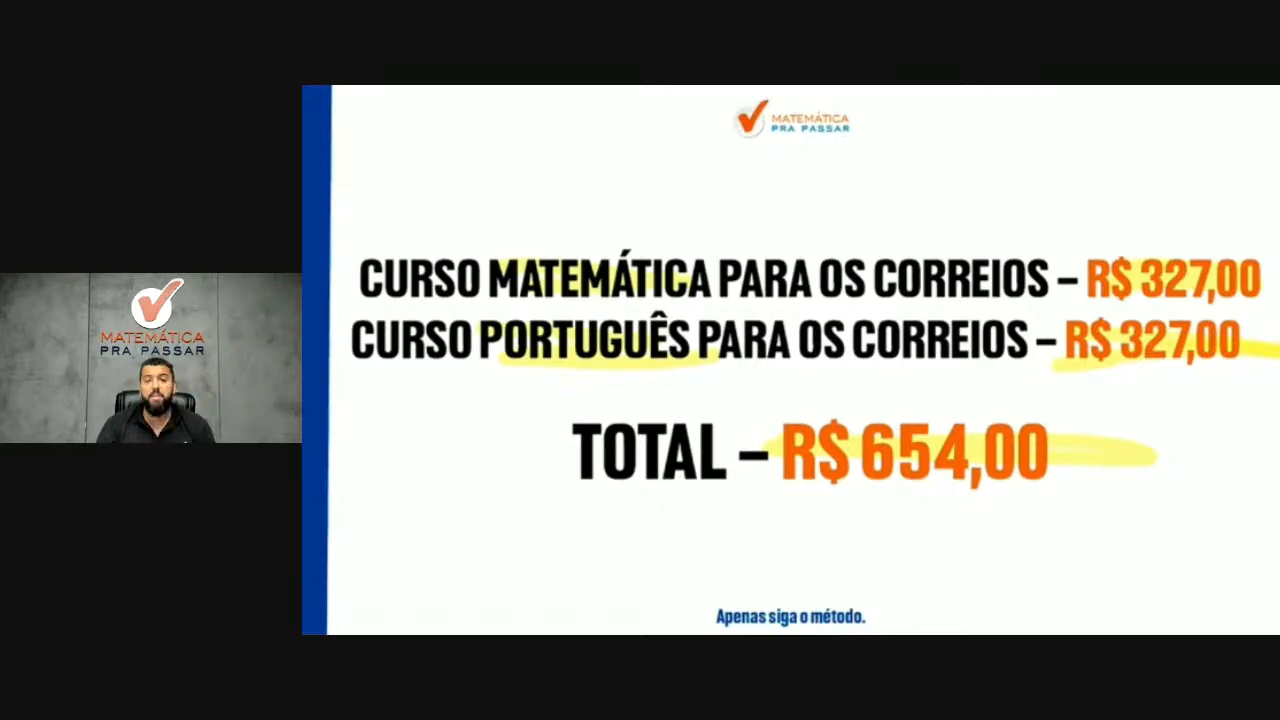 MATEMÁTICA
PRA PASSAR
MATEMÁTICA
PRA PASSAR
CURSO MATEMÁTICA PARA OS CORREIOS – R$ 327,00
CURSO PORTUGUÊS PARA OS CORREIOS – R$ 327,00
TOTAL – R$ 654,00
Apenas siga o método.